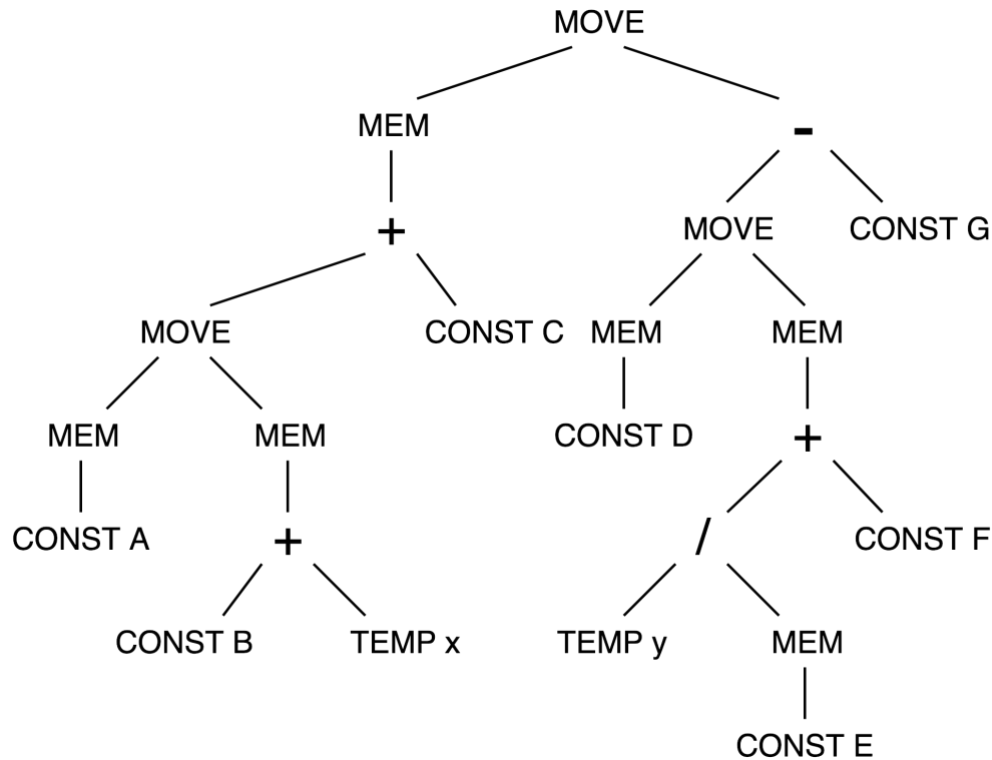 MOVE
MEM -
+ MOVE CONST G
MOVE CONST C MEM MEM
MEM MEM CONST D +
CONST A + / CONST F
CONST B TEMP x TEMP y MEM
CONST E